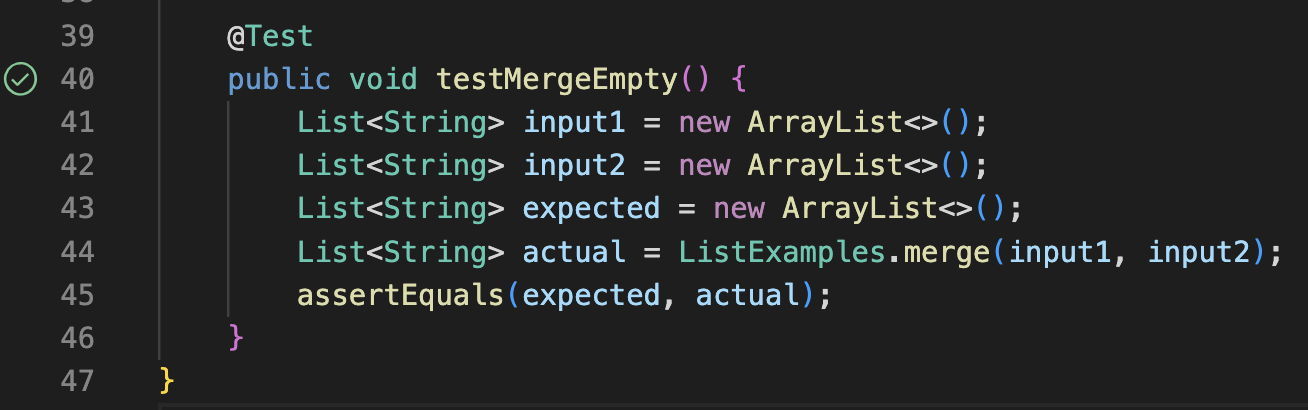 39 @Test
40 public void testMergeEmpty() {
41 List<String> input1 = new ArrayList<>();
42 List<String> input2 = new ArrayList<>();
43 List<String> expected = new ArrayList<>();
44 List<String> actual = ListExamples.merge(input1, input2);
45 assertEquals(expected, actual);
46 }
47 }